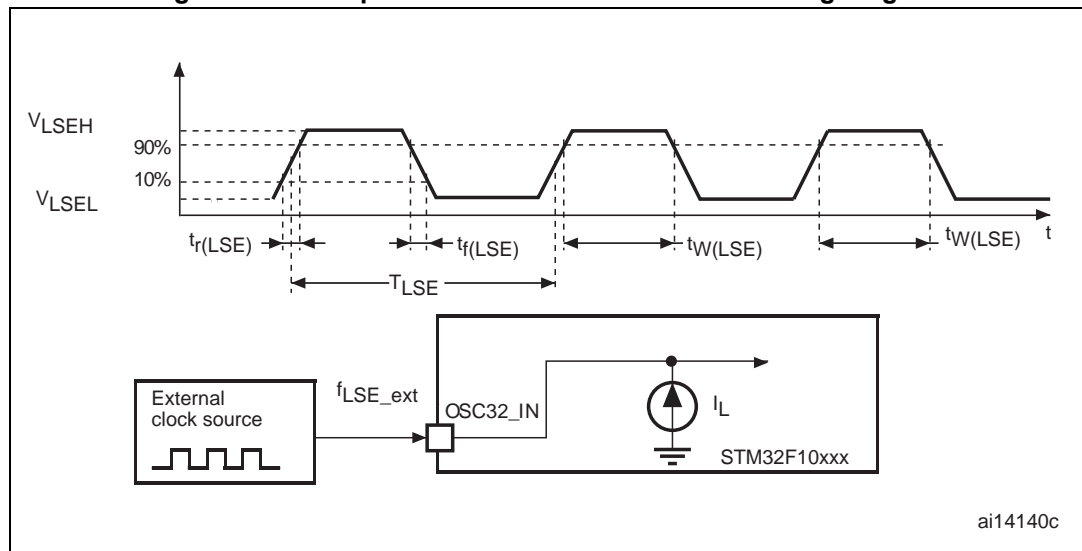 VLSEH
90%
10%
VLSEL
tr(LSE)
tf(LSE)
tW(LSE)
tW(LSE)
t
TLSE
External
clock source
fLSE_ext
OSC32_IN
IL
STM32F10xxx
ai14140c